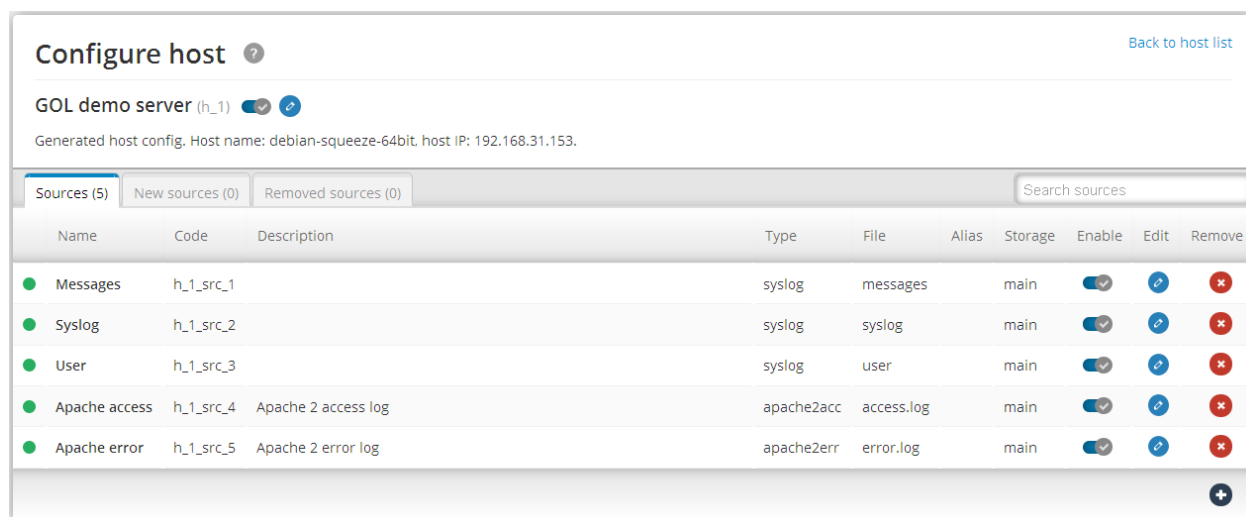 Configure host ?
Back to host list
GOL demo server (h_1)
Generated host config. Host name: debian-squeeze-64bit, host IP: 192.168.31.153.
Sources (5) New sources (0) Removed sources (0) Search sources
Name Code Description Type File Alias Storage Enable Edit Remove
Messages h_1_src_1 syslog messages main
Syslog h_1_src_2 syslog syslog main
User h_1_src_3 syslog user main
Apache access h_1_src_4 Apache 2 access log apache2acc access.log main
Apache error h_1_src_5 Apache 2 error log apache2err error.log main